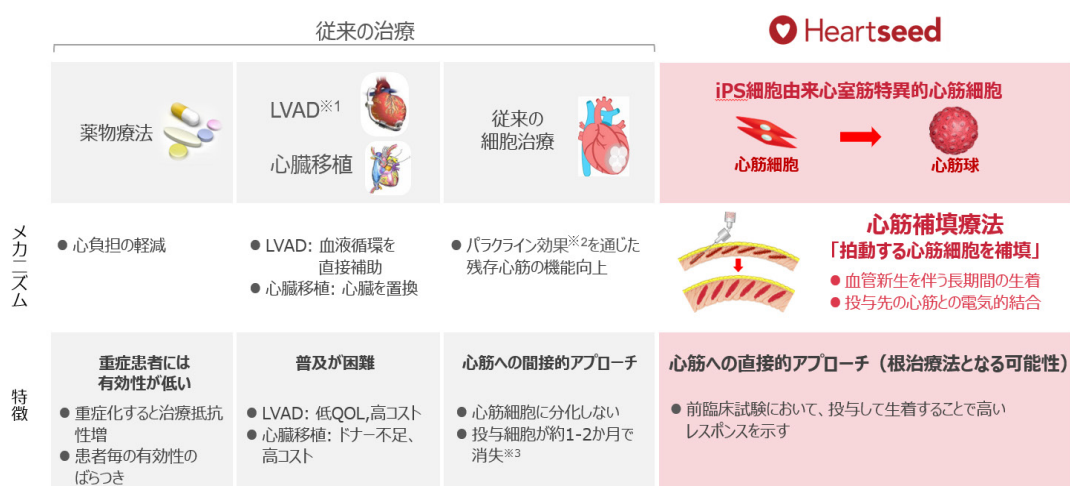 従来の治療
Heartseed
薬物療法
LVAD※1
心臓移植
従来の
細胞治療
iPS細胞由来心室筋特異的心筋細胞
心筋細胞
心筋球
メカニズム
● 心負担の軽減
● LVAD: 血液循環を
直接補助
● 心臓移植: 心臓を置換
● パラクライン効果※2を通じた
残存心筋の機能向上
心筋補填療法
「拍動する心筋細胞を補填」
● 血管新生を伴う長期間の生着
● 投与先の心筋との電気的結合
特徴
重症患者には
有効性が低い
● 重症化すると治療抵抗
性増
● 患者毎の有効性の
ばらつき
普及が困難
● LVAD: 低QOL,高コスト
● 心臓移植: ドナー不足、
高コスト
心筋への間接的アプローチ
● 心筋細胞に分化しない
● 投与細胞が約1-2か月で
消失※3
心筋への直接的アプローチ（根治療法となる可能性）
● 前臨床試験において、投与して生着することで高い
レスポンスを示す